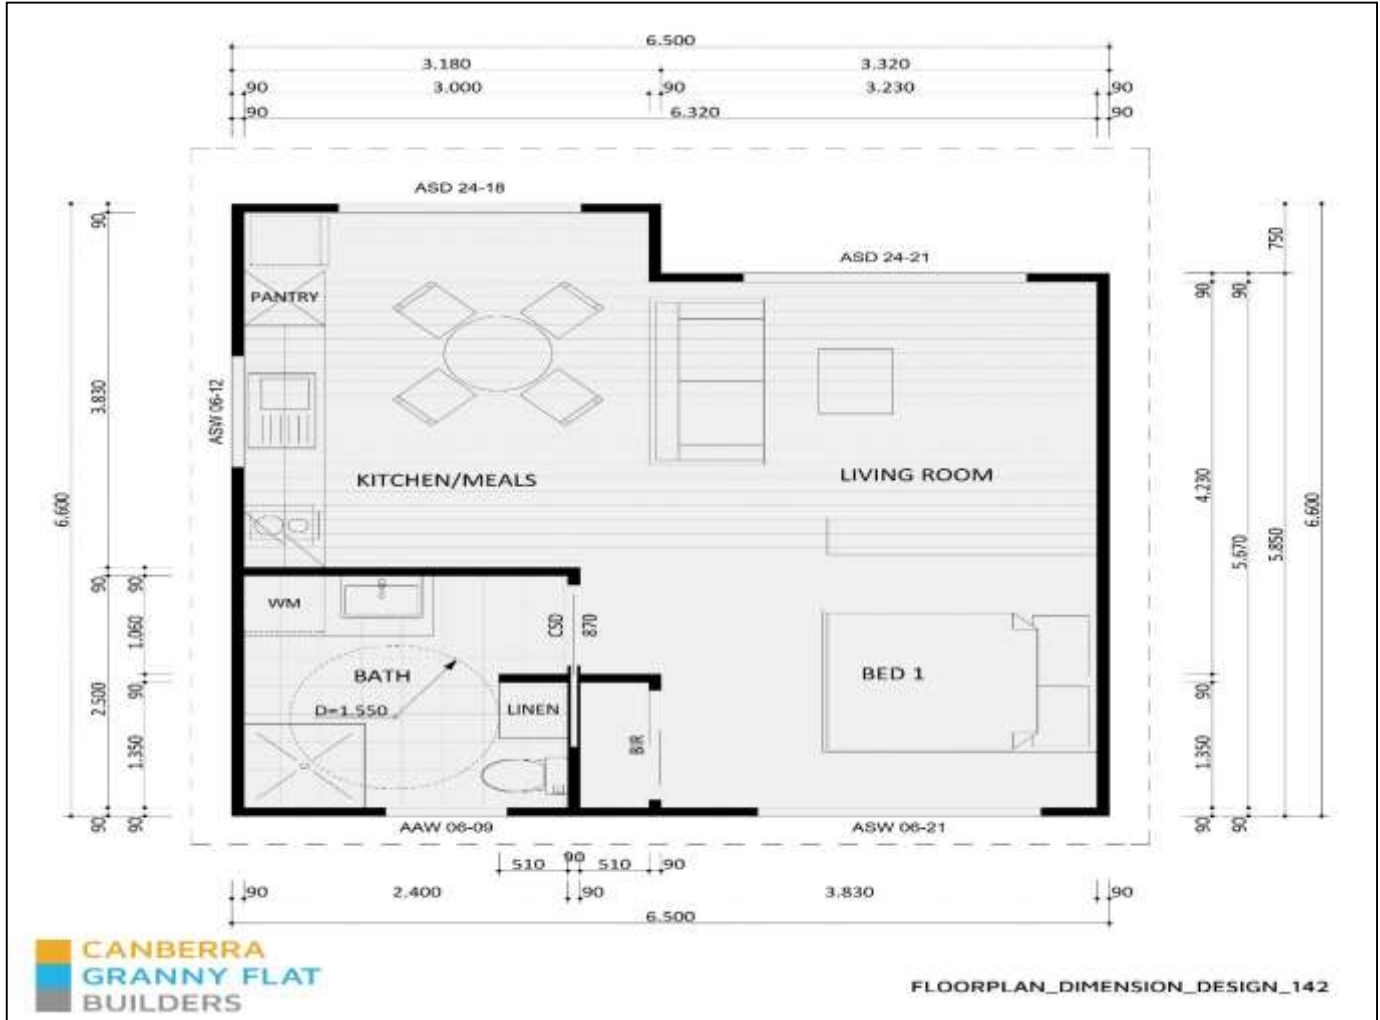 6.500
3.180 3.320
90 3.000 90 3.230 90
90 6.320 90
ASD 24-18
ASD 24-21
90
750
90 90
PANTRY
3.830
ASW 06-12
KITCHEN/MEALS
LIVING ROOM
4.230
6.600
6.600
5.670
5.850
90 90
WM
CSD
870
1.060
BATH
BED 1
90
90
2.500
D=1.550
LINEN
1.350
BIR
1.350
90 90
90 90
AAW 06-09
ASW 06-21
510 90 510 90
90 2.400 90 3.830 90
6.500
CANBERRA
GRANNY FLAT
BUILDERS
FLOORPLAN_DIMENSION_DESIGN_142